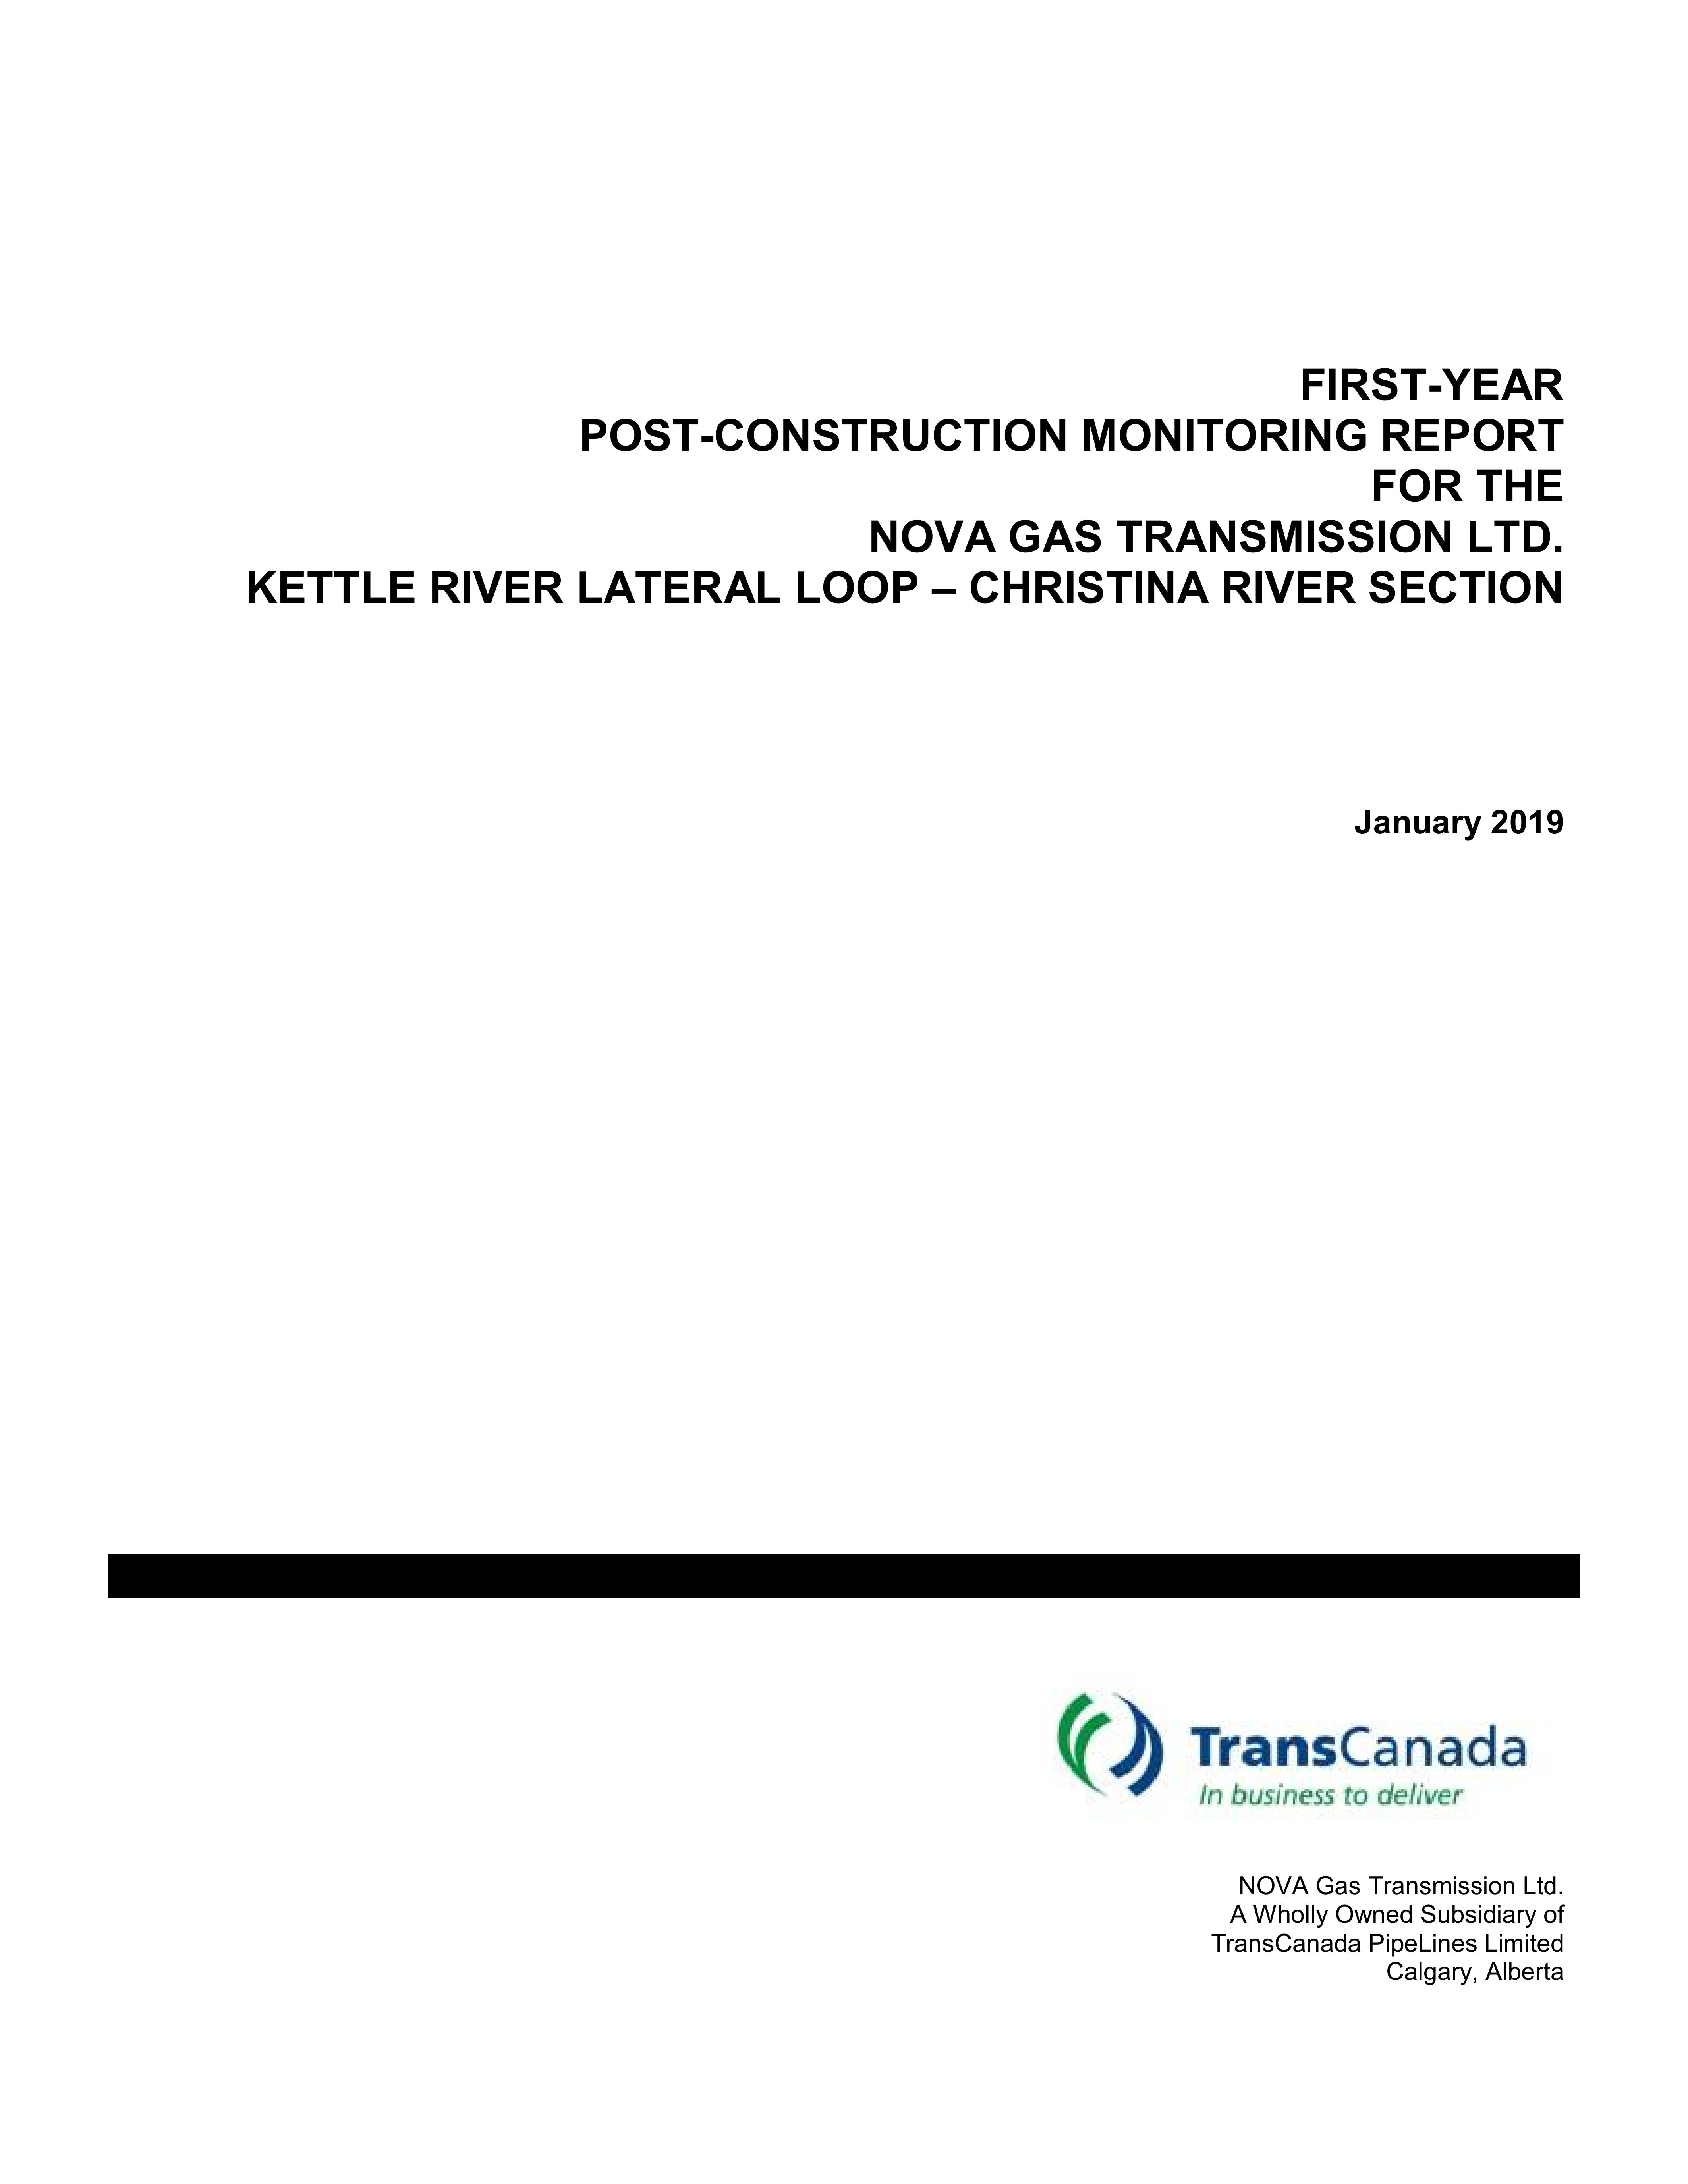 FIRST-YEAR
POST-CONSTRUCTION MONITORING REPORT
FOR THE
NOVA GAS TRANSMISSION LTD.
KETTLE RIVER LATERAL LOOP – CHRISTINA RIVER SECTION
January 2019
TransCanada
In business to deliver
NOVA Gas Transmission Ltd.
A Wholly Owned Subsidiary of
TransCanada PipeLines Limited
Calgary, Alberta